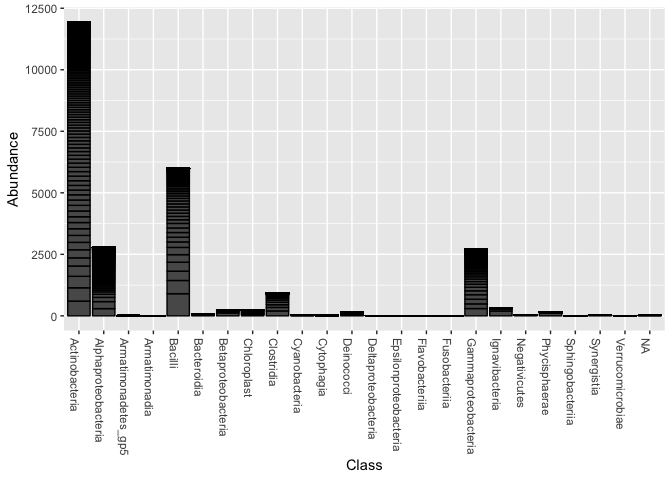 12500
10000
7500
5000
2500
0
Abundance
Actinobacteria
Alphaproteobacteria
Armatimonadetes_gp5
Armatimonadia
Bacilli
Bacteroidia
Betaproteobacteria
Chloroplast
Clostridia
Cyanobacteria
Cytophagia
Deinococci
Deltaproteobacteria
Epsilonproteobacteria
Flavobacteriia
Fusobacteriia
Gammaproteobacteria
Ignavibacteria
Negativicutes
Phycisphaerae
Sphingobacteriia
Synergistia
Verrucomicrobiae
NA
Class